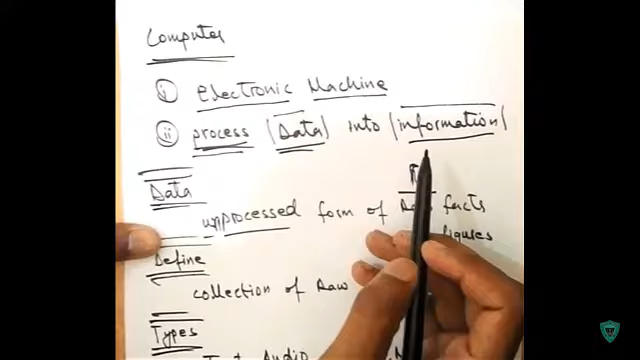 Computer
i) electronic Machine
ii) process (Data) into (information)
Data
unprocessed form of Raw facts
figures
Define
collection of Raw
Types
Audio